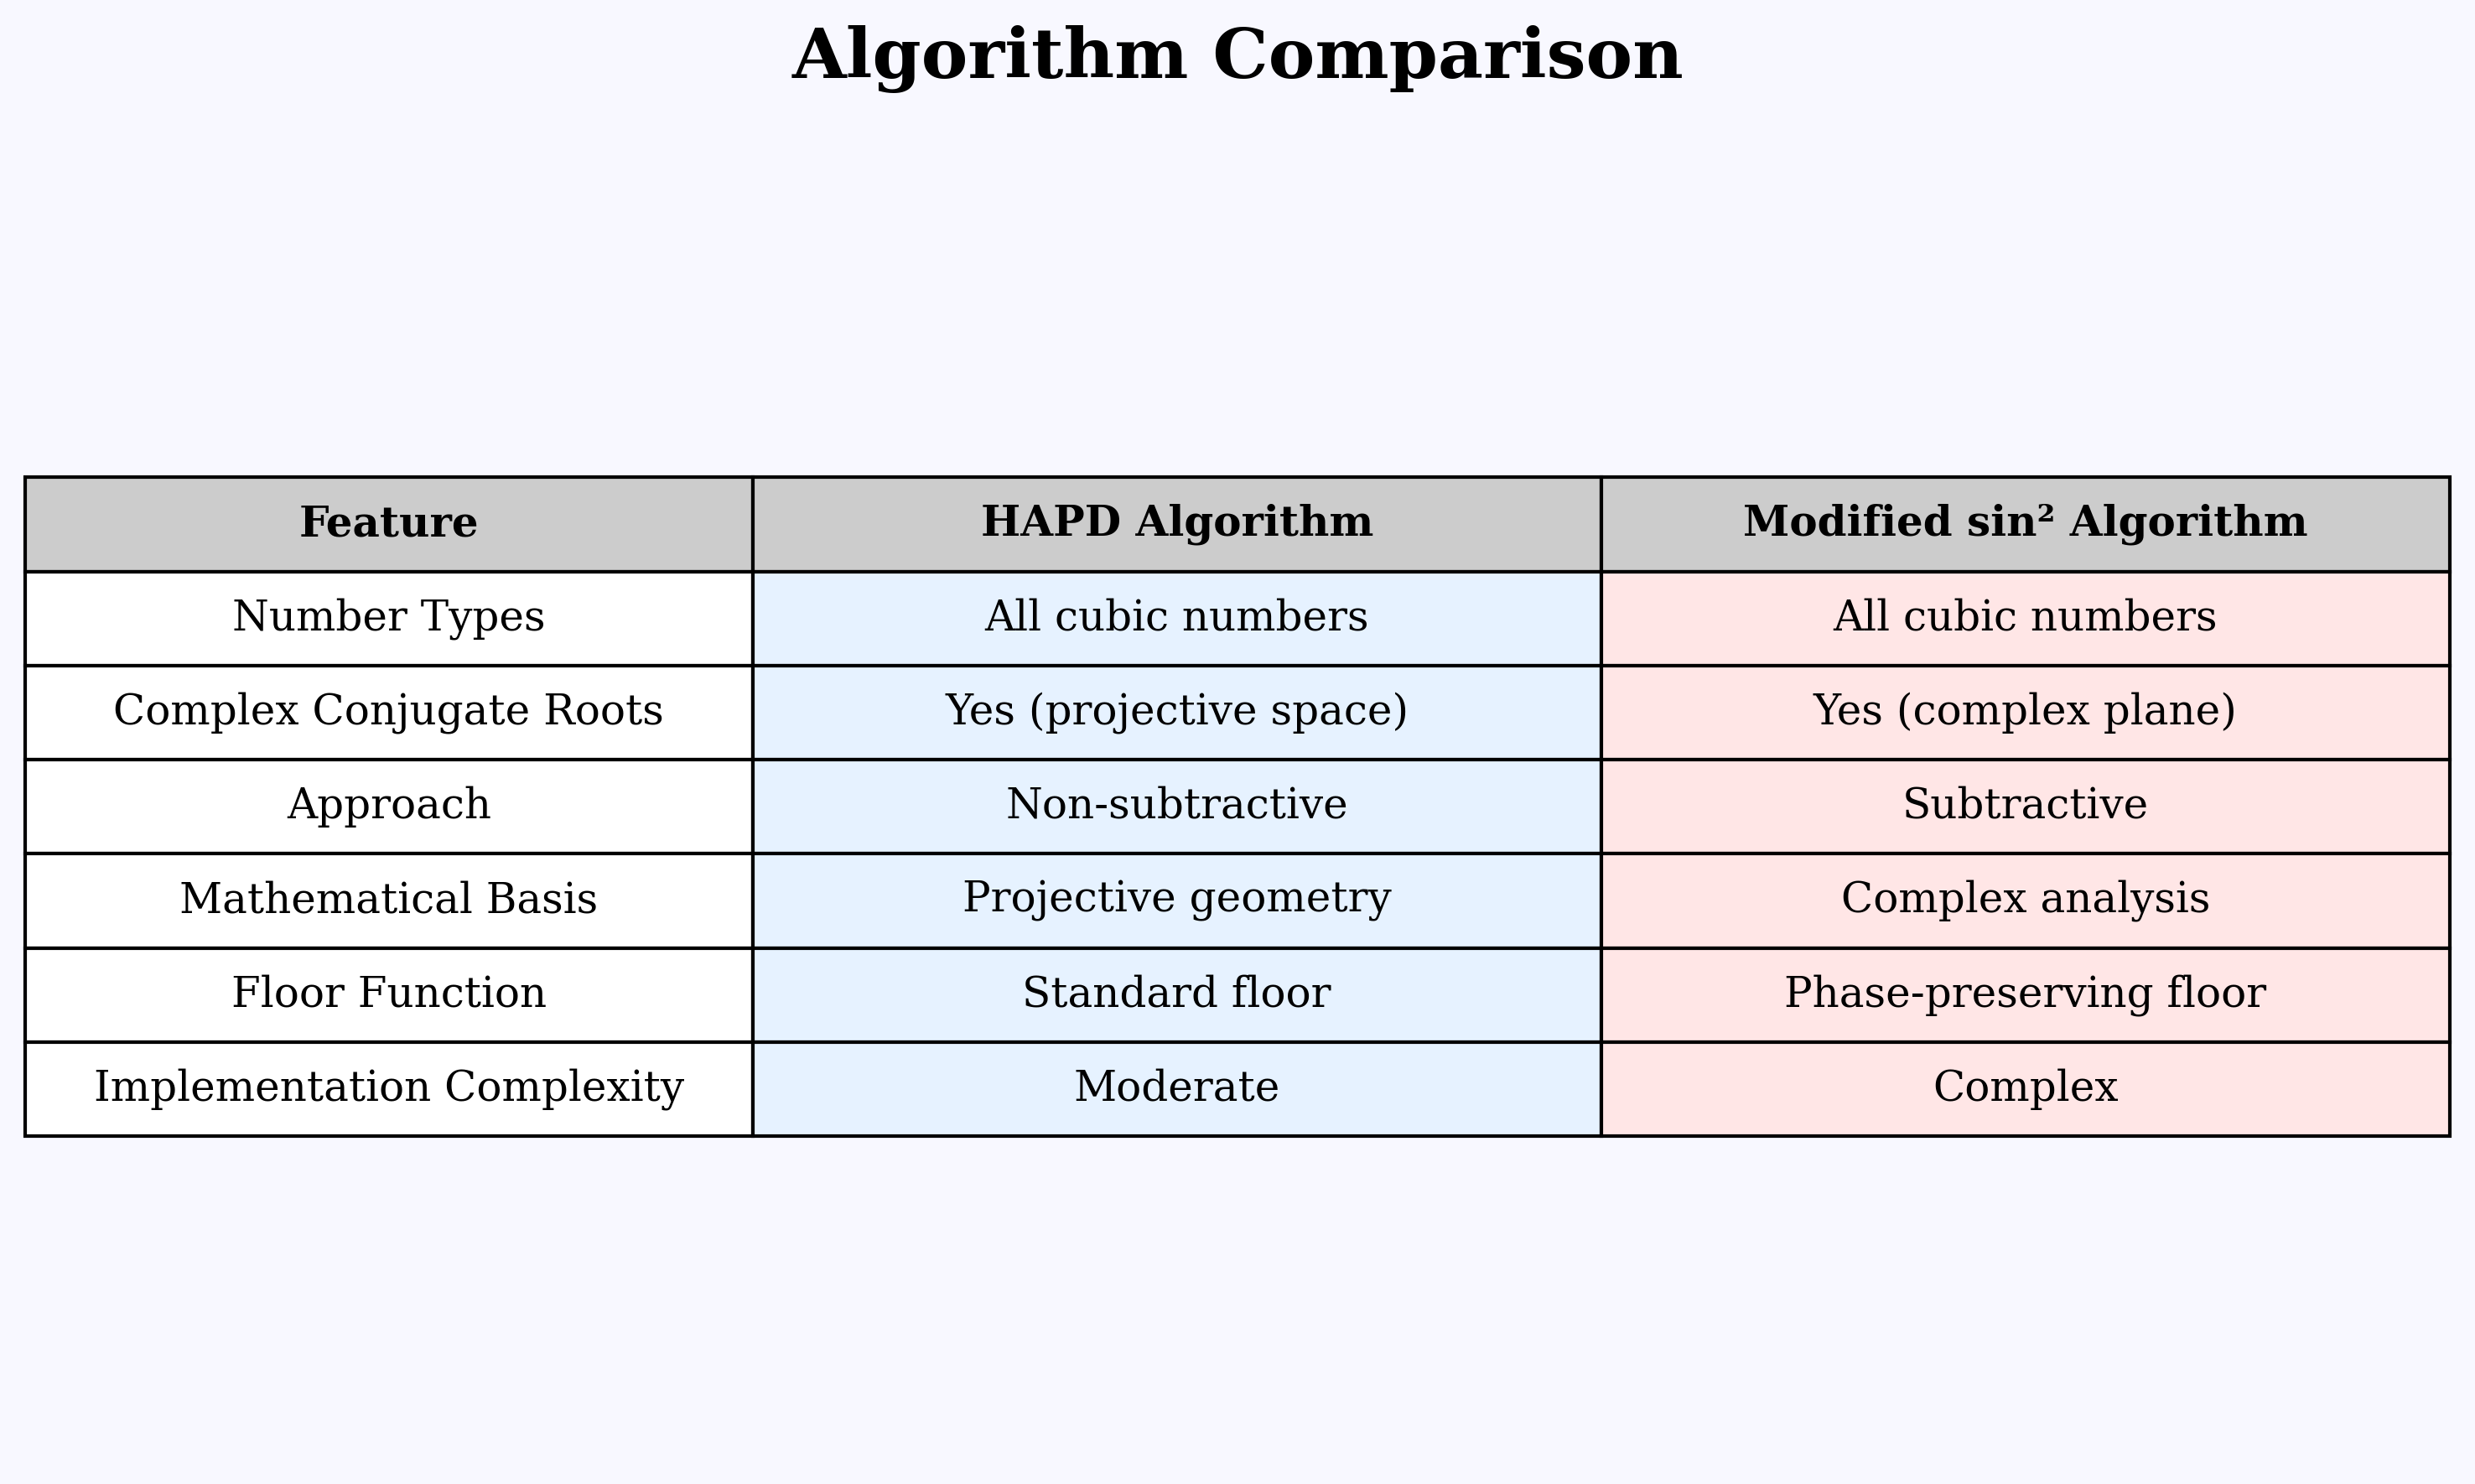 Algorithm Comparison
Feature HAPD Algorithm Modified sin² Algorithm
Number Types All cubic numbers All cubic numbers
Complex Conjugate Roots Yes (projective space) Yes (complex plane)
Approach Non-subtractive Subtractive
Mathematical Basis Projective geometry Complex analysis
Floor Function Standard floor Phase-preserving floor
Implementation Complexity Moderate Complex